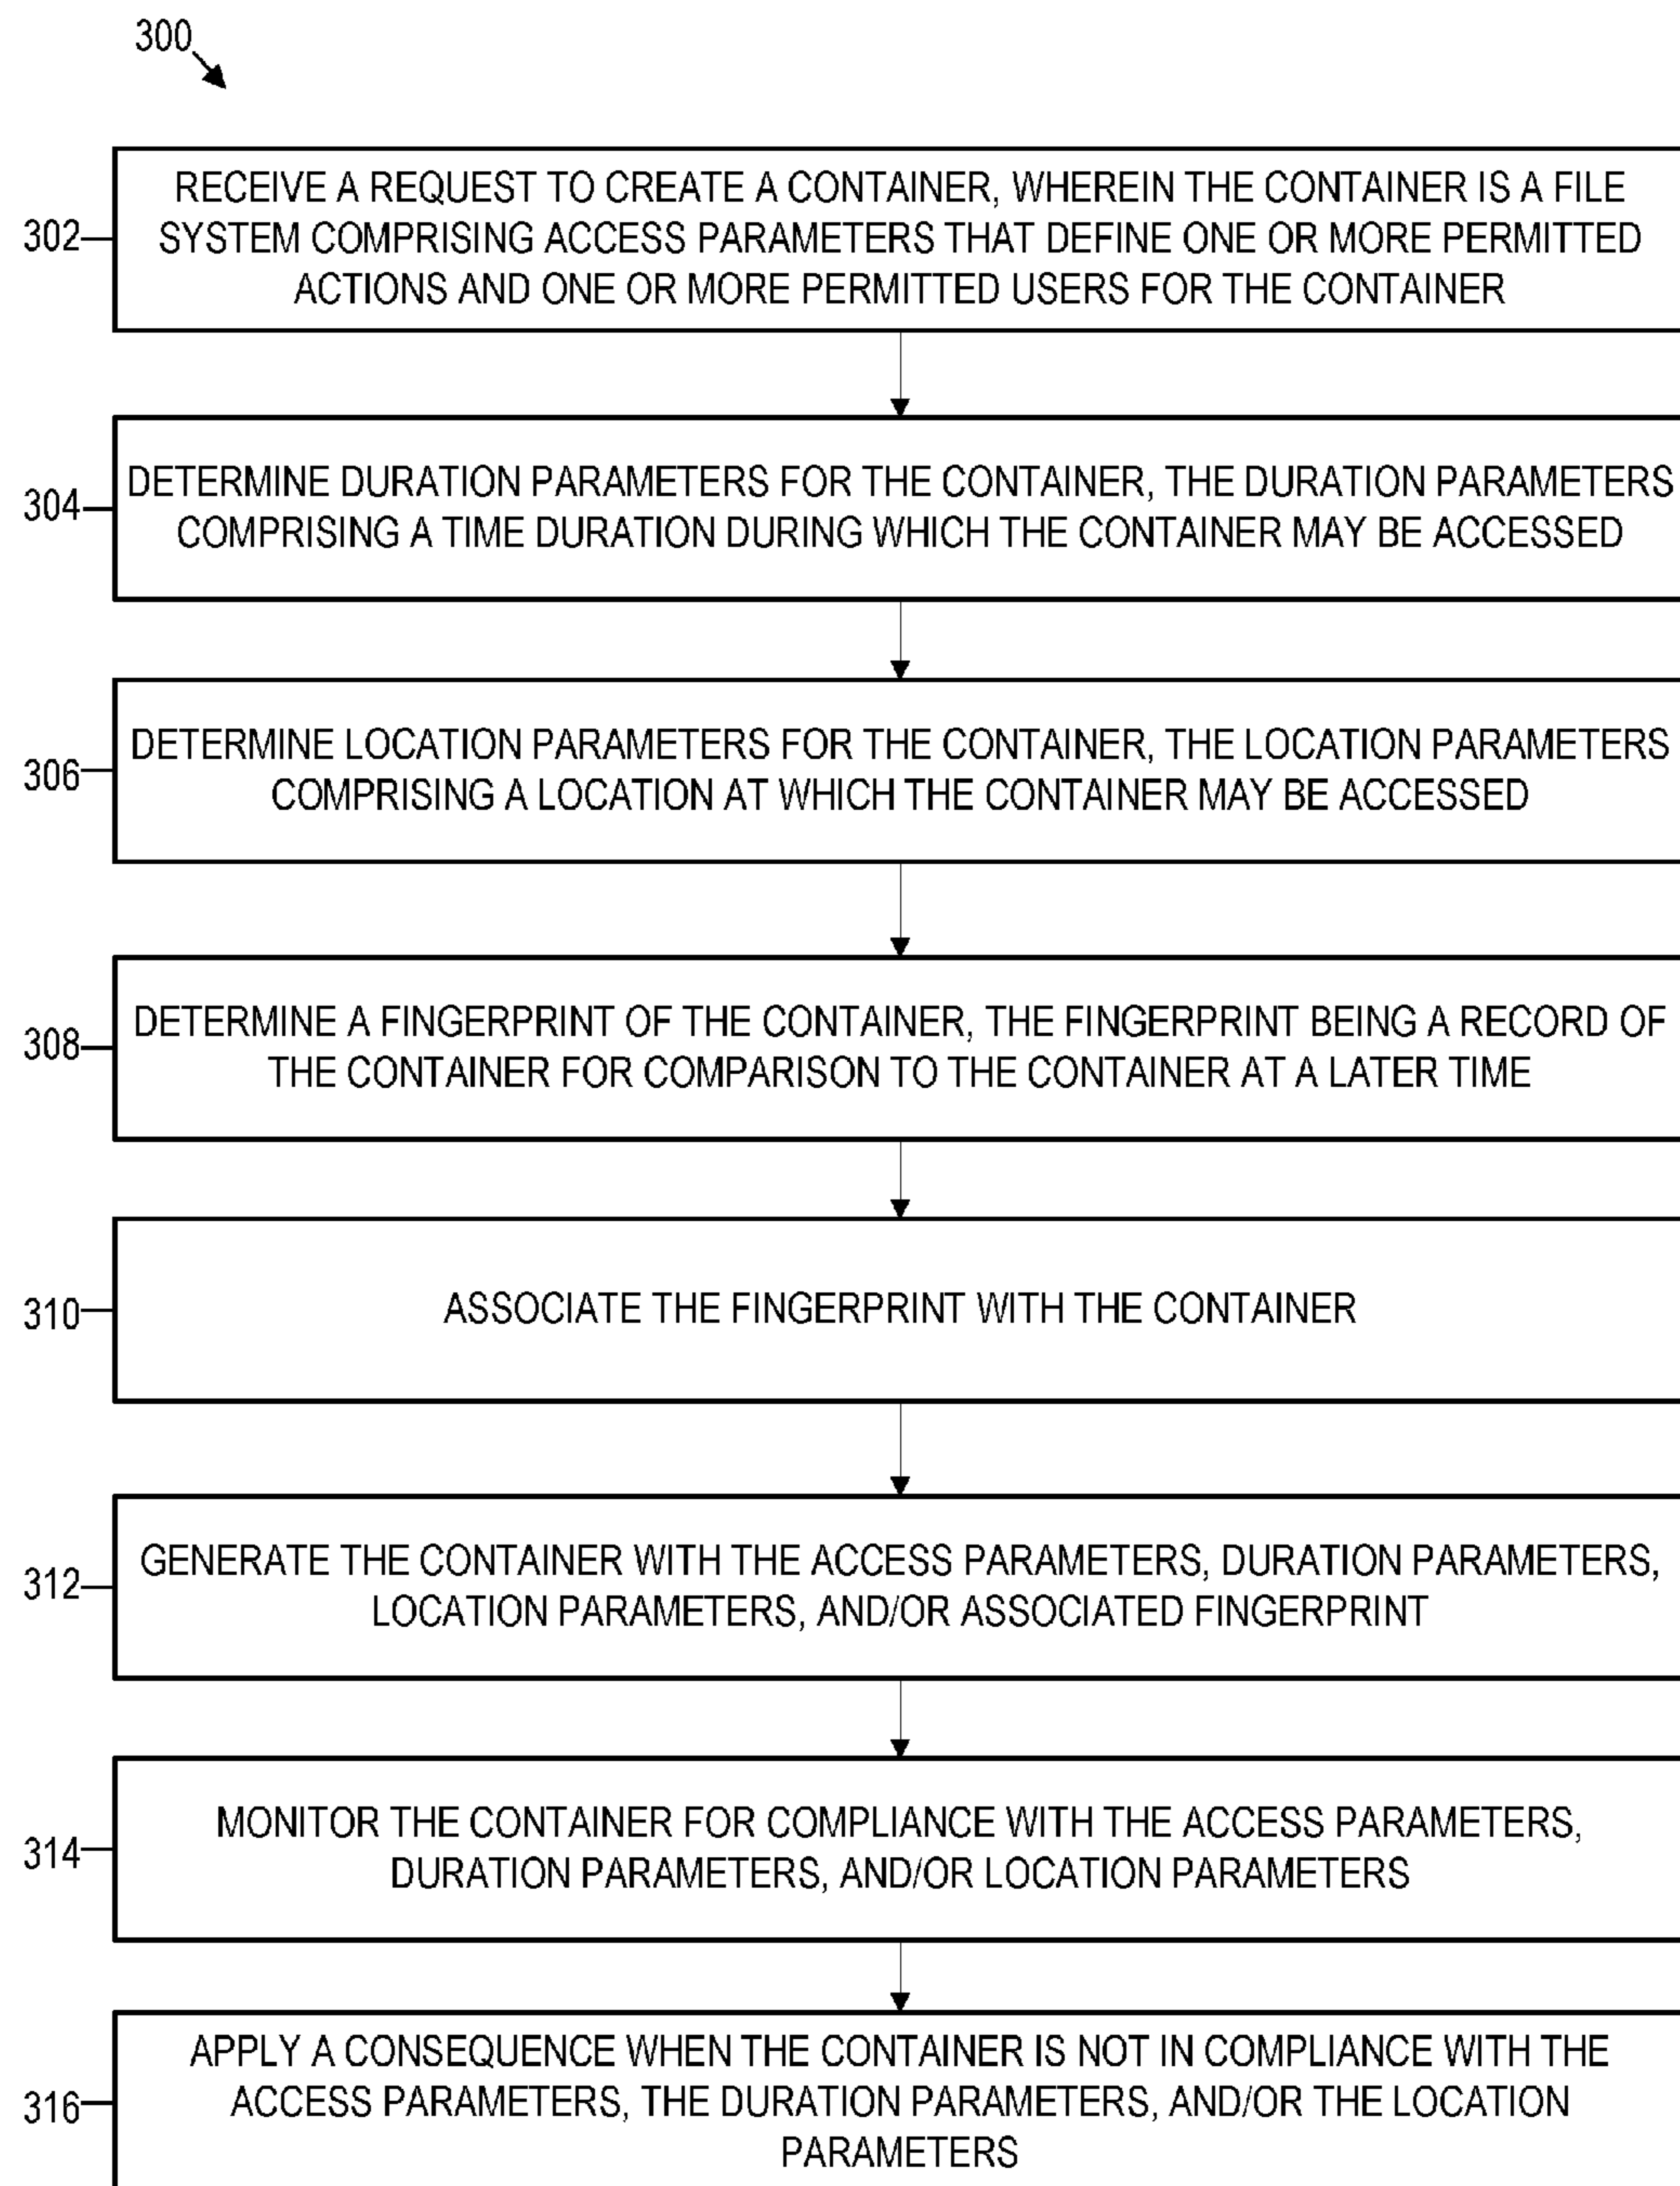 300
RECEIVE A REQUEST TO CREATE A CONTAINER, WHEREIN THE CONTAINER IS A FILE
302
SYSTEM COMPRISING ACCESS PARAMETERS THAT DEFINE ONE OR MORE PERMITTED
ACTIONS AND ONE OR MORE PERMITTED USERS FOR THE CONTAINER
304
DETERMINE DURATION PARAMETERS FOR THE CONTAINER, THE DURATION PARAMETERS
COMPRISING A TIME DURATION DURING WHICH THE CONTAINER MAY BE ACCESSED
306
DETERMINE LOCATION PARAMETERS FOR THE CONTAINER, THE LOCATION PARAMETERS
COMPRISING A LOCATION AT WHICH THE CONTAINER MAY BE ACCESSED
308
DETERMINE A FINGERPRINT OF THE CONTAINER, THE FINGERPRINT BEING A RECORD OF
THE CONTAINER FOR COMPARISON TO THE CONTAINER AT A LATER TIME
310
ASSOCIATE THE FINGERPRINT WITH THE CONTAINER
312
GENERATE THE CONTAINER WITH THE ACCESS PARAMETERS, DURATION PARAMETERS,
LOCATION PARAMETERS, AND/OR ASSOCIATED FINGERPRINT
314
MONITOR THE CONTAINER FOR COMPLIANCE WITH THE ACCESS PARAMETERS,
DURATION PARAMETERS, AND/OR LOCATION PARAMETERS
316
APPLY A CONSEQUENCE WHEN THE CONTAINER IS NOT IN COMPLIANCE WITH THE
ACCESS PARAMETERS, THE DURATION PARAMETERS, AND/OR THE LOCATION
PARAMETERS